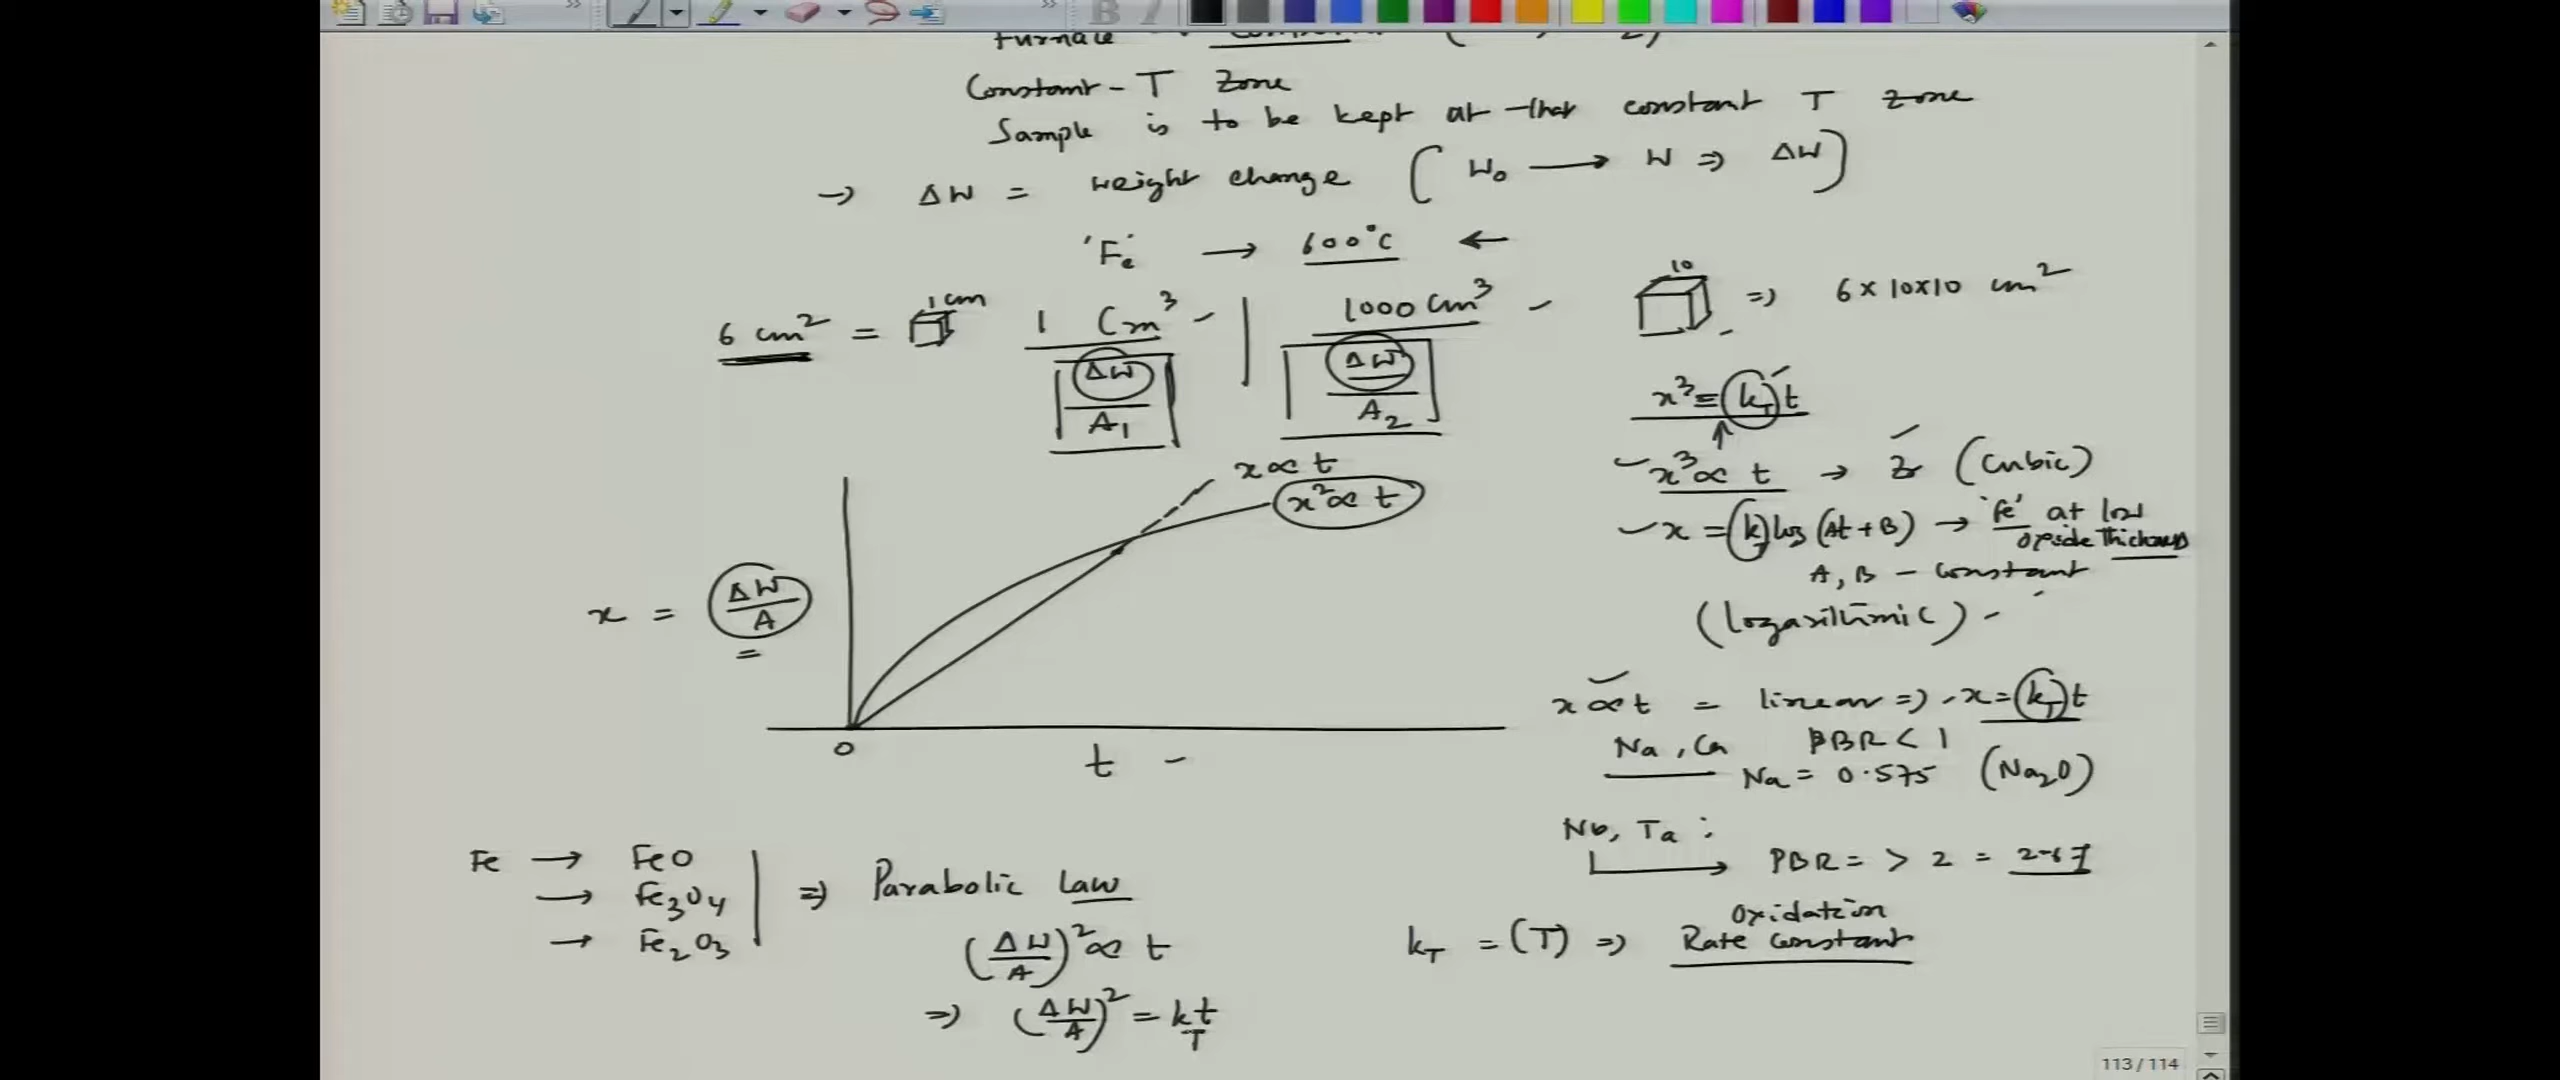 furnace
Constant-T Zone
Sample is to be kept at that constant T zone
→ ΔW = weight change ( W₀ → W ⇒ ΔW )
'Fe' → 600°C ←
6 cm² = 1cm 1 Cm³ - | 1000 cm³ - 10 ⇒ 6 × 10×10 cm²
ΔW/A₁ ΔW/A₂
x³ = k_T t
x³ ∝ t → Zr (Cubic)
x = k_T log (At + B) → 'Fe' at low oxide thickness
A, B - constant
(logarithmic) -
x ∝ t
x² ∝ t
x = ΔW/A
0
t -
x ∝ t = linear ⇒ x = k_T t
Na, Ca PBR < 1
Na = 0.575 (Na₂O)
Nb, Ta :
PBR = > 2 =
Fe → FeO
→ Fe₃O₄
→ Fe₂O₃
⇒ Parabolic Law
(ΔW/A)² ∝ t
⇒ (ΔW/A)² = k_T t
k_T = (T) ⇒ Oxidation Rate constant
113 / 114